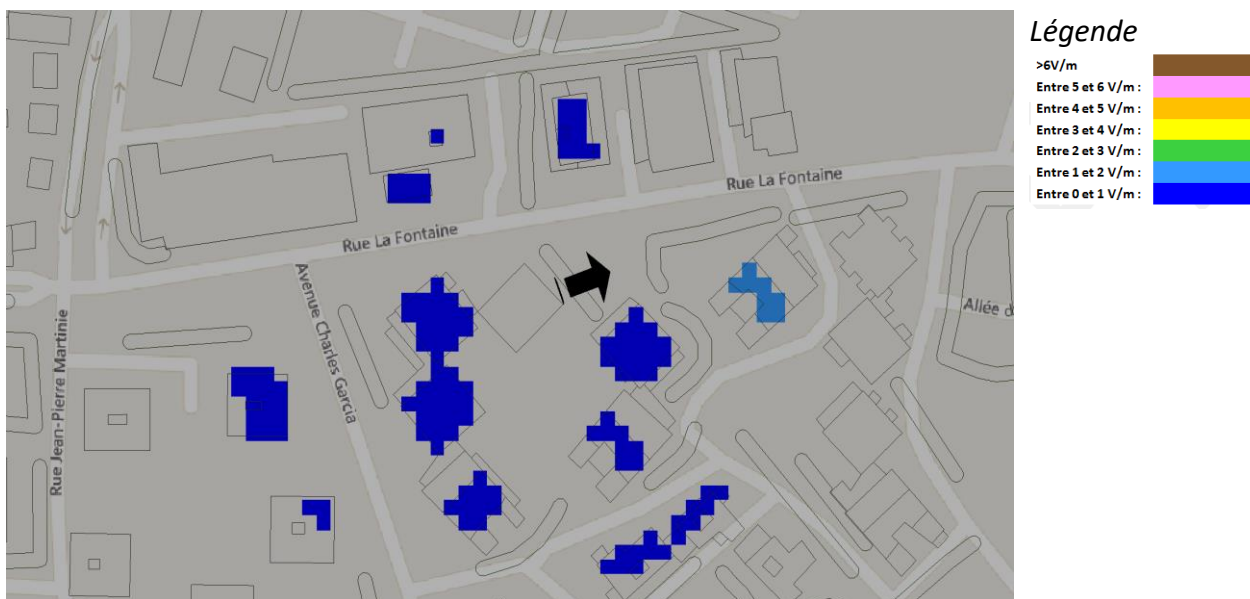 Légende
>6V/m
Entre 5 et 6 V/m :
Entre 4 et 5 V/m :
Entre 3 et 4 V/m :
Entre 2 et 3 V/m :
Entre 1 et 2 V/m :
Entre 0 et 1 V/m :
Rue La Fontaine
Rue La Fontaine
Avenue Charles Garcia
Rue Jean-Pierre Martinie
Allée d